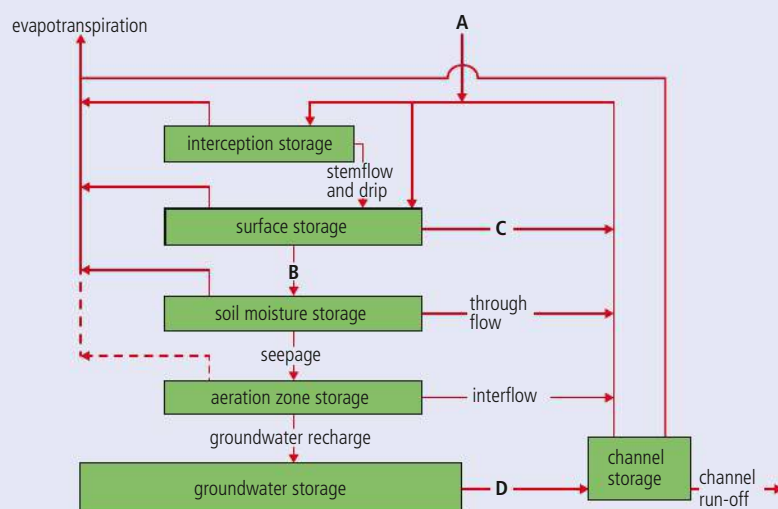 evapotranspiration
A
interception storage
stemflow
and drip
surface storage
C
B
soil moisture storage
through
flow
seepage
aeration zone storage
interflow
groundwater recharge
channel
storage
groundwater storage
D
channel
run-off